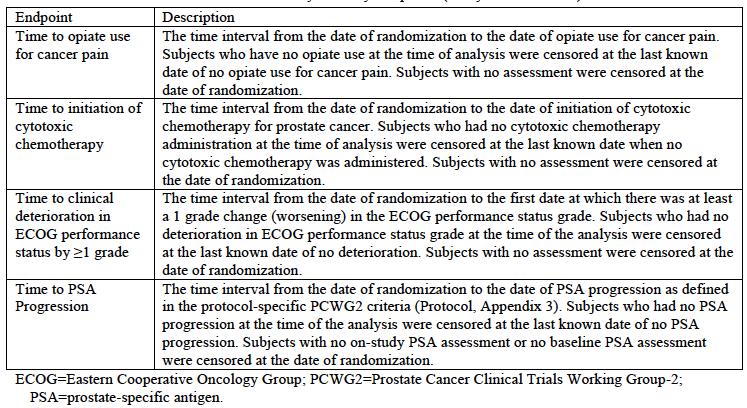 Endpoint Description
Time to opiate use for cancer pain The time interval from the date of randomization to the date of opiate use for cancer pain.
Subjects who have no opiate use at the time of analysis were censored at the last known
date of no opiate use for cancer pain. Subjects with no assessment were censored at the
date of randomization.
Time to initiation of cytotoxic chemotherapy The time interval from the date of randomization to the date of initiation of cytotoxic
chemotherapy for prostate cancer. Subjects who had no cytotoxic chemotherapy
administration at the time of analysis were censored at the last known date when no
cytotoxic chemotherapy was administered. Subjects with no assessment were censored at
the date of randomization.
Time to clinical deterioration in ECOG performance status by ≥1 grade The time interval from the date of randomization to the first date at which there was at least
a 1 grade change (worsening) in the ECOG performance status grade. Subjects who had no
deterioration in ECOG performance status grade at the time of the analysis were censored
at the last known date of no deterioration. Subjects with no assessment were censored at the
date of randomization.
Time to PSA Progression The time interval from the date of randomization to the date of PSA progression as defined
in the protocol-specific PCWG2 criteria (Protocol, Appendix 3). Subjects who had no PSA
progression at the time of the analysis were censored at the last known date of no PSA
progression. Subjects with no on-study PSA assessment or no baseline PSA assessment
were censored at the date of randomization.
ECOG=Eastern Cooperative Oncology Group; PCWG2=Prostate Cancer Clinical Trials Working Group-2;
PSA=prostate-specific antigen.